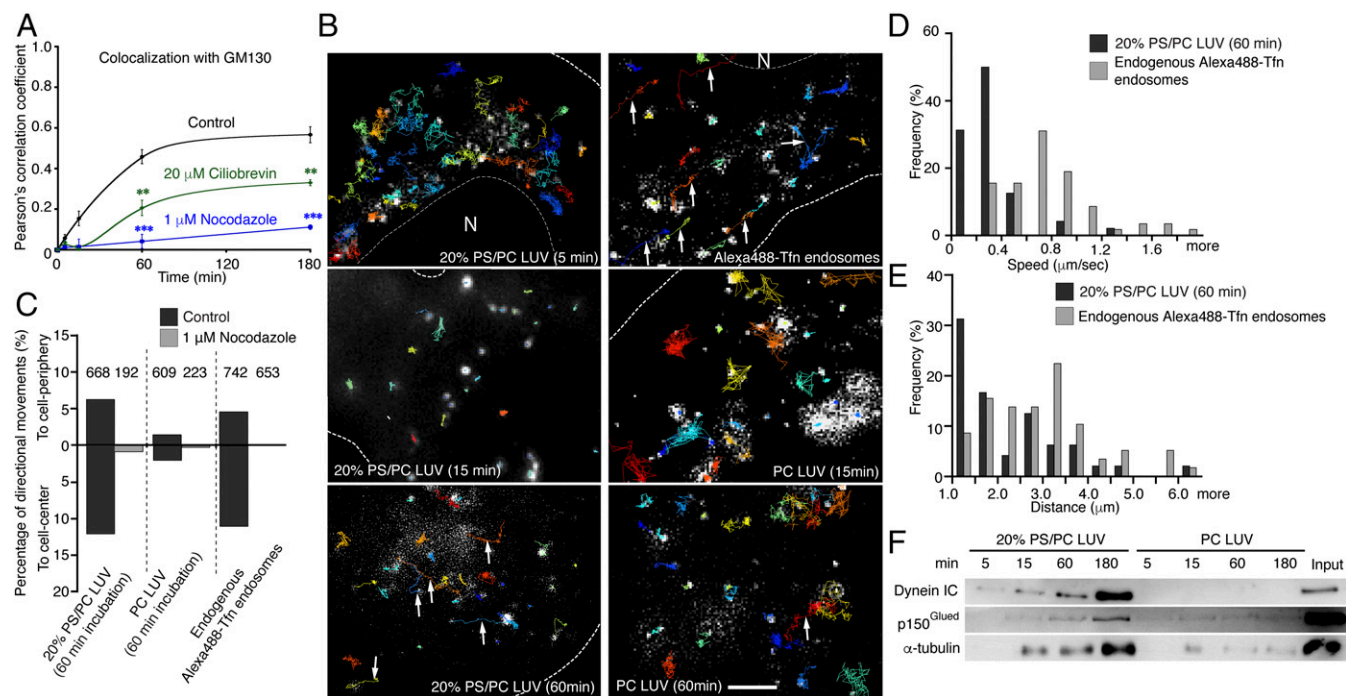 A
Colocalization with GM130
Pearson's correlation coefficient
1.0
0.8
0.6
0.4
0.2
0
Control
20 μM Ciliobrevin
**
**
1 μM Nocodazole
***
***
0
60
180
Time (min)
B
N
20% PS/PC LUV (5 min)
N
Alexa488-Tfn endosomes
20% PS/PC LUV (15 min)
PC LUV (15min)
20% PS/PC LUV (60min)
PC LUV (60min)
C
Control
1 μM Nocodazole
Percentage of directional movements (%)
To cell-center
To cell-periphery
15
10
5
0
5
10
15
20
668 192
609 223
742 653
20% PS/PC LUV
(60 min incubation)
PC LUV
(60 min incubation)
Endogenous
Alexa488-Tfn endosomes
D
20% PS/PC LUV (60 min)
Endogenous Alexa488-Tfn
endosomes
Frequency (%)
60
40
20
0
0 0.4 0.8 1.2 1.6 more
Speed (μm/sec)
E
20% PS/PC LUV (60 min)
Endogenous Alexa488-Tfn endosomes
Frequency (%)
40
30
20
10
0
1.0 2.0 3.0 4.0 5.0 6.0 more
Distance (μm)
F
20% PS/PC LUV PC LUV
min 5 15 60 180 5 15 60 180 Input
Dynein IC
p150Glued
α-tubulin